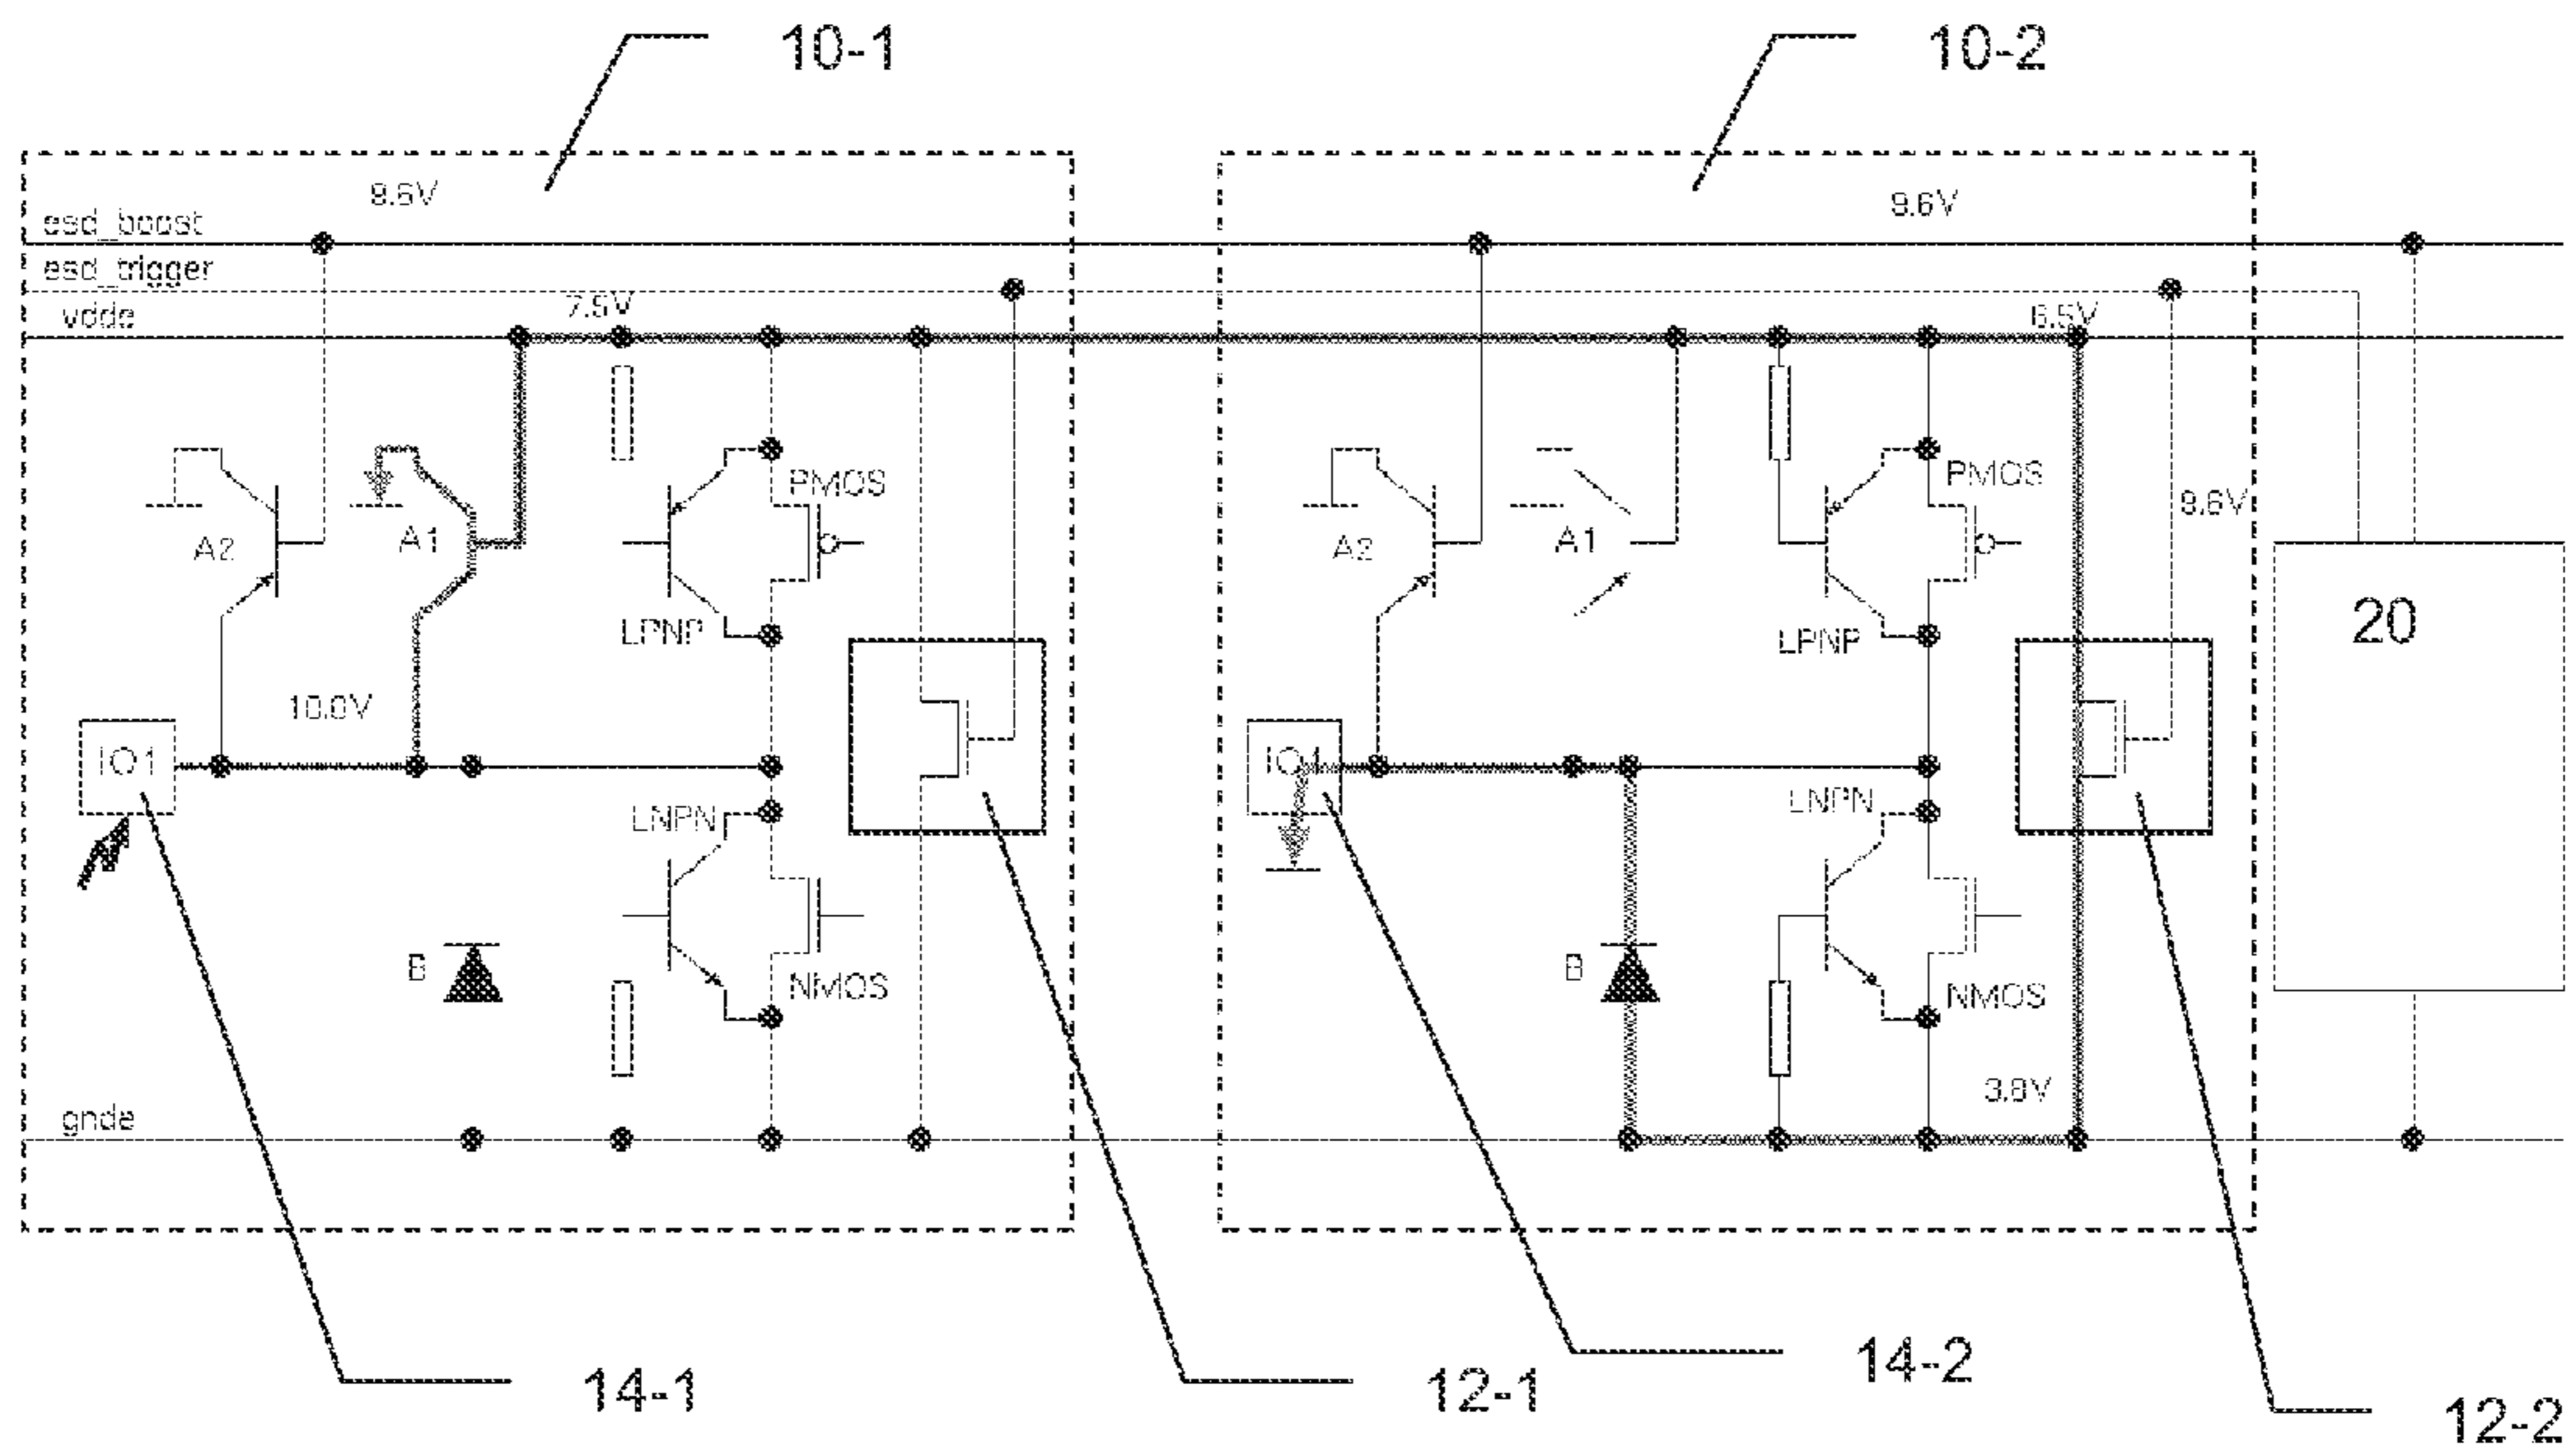 10-1
10-2
9.6V
9.6V
esd_boost
esd_trigger
vdde
7.5V
6.5V
PMOS
PMOS
9.6V
A2
A1
A2
A1
20
LPNP
LPNP
10.0V
IO1
LNPN
LNPN
B
NMOS
B
NMOS
3.8V
gnde
14-1
12-1
14-2
12-2